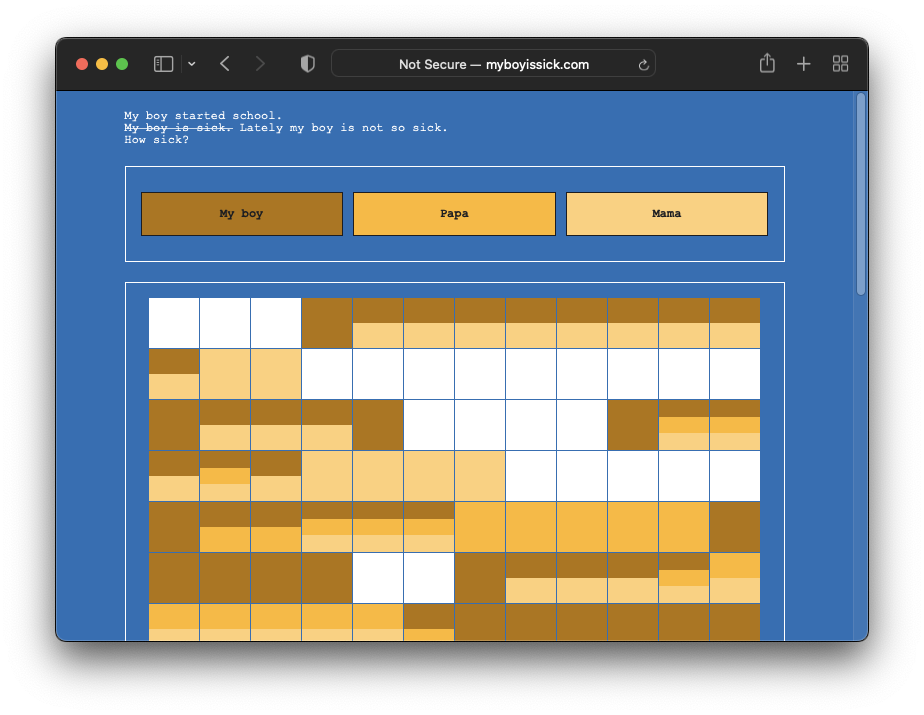 Not Secure — myboyissick.com
My boy started school.
My boy is sick. Lately my boy is not so sick.
How sick?
My boy
Papa
Mama